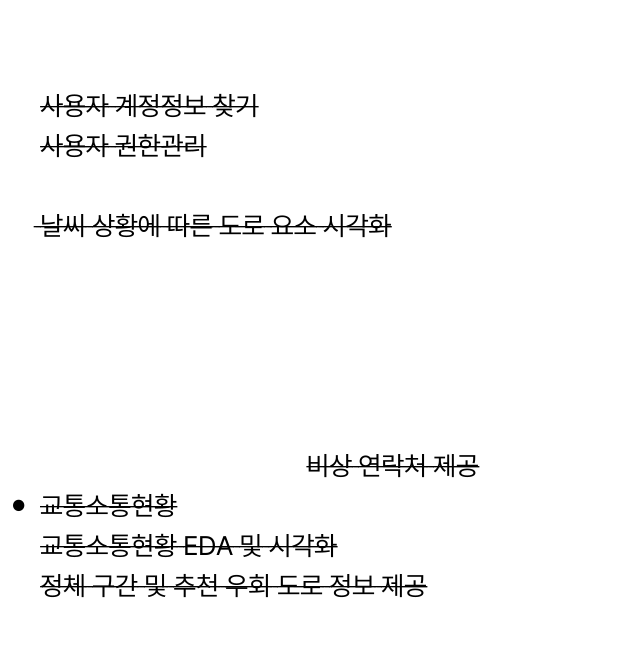 사용자 계정정보 찾기
사용자 권한관리
날씨 상황에 따른 도로 요소 시각화
비상 연락처 제공
교통소통현황
교통소통현황 EDA 및 시각화
정체 구간 및 추천 우회 도로 정보 제공